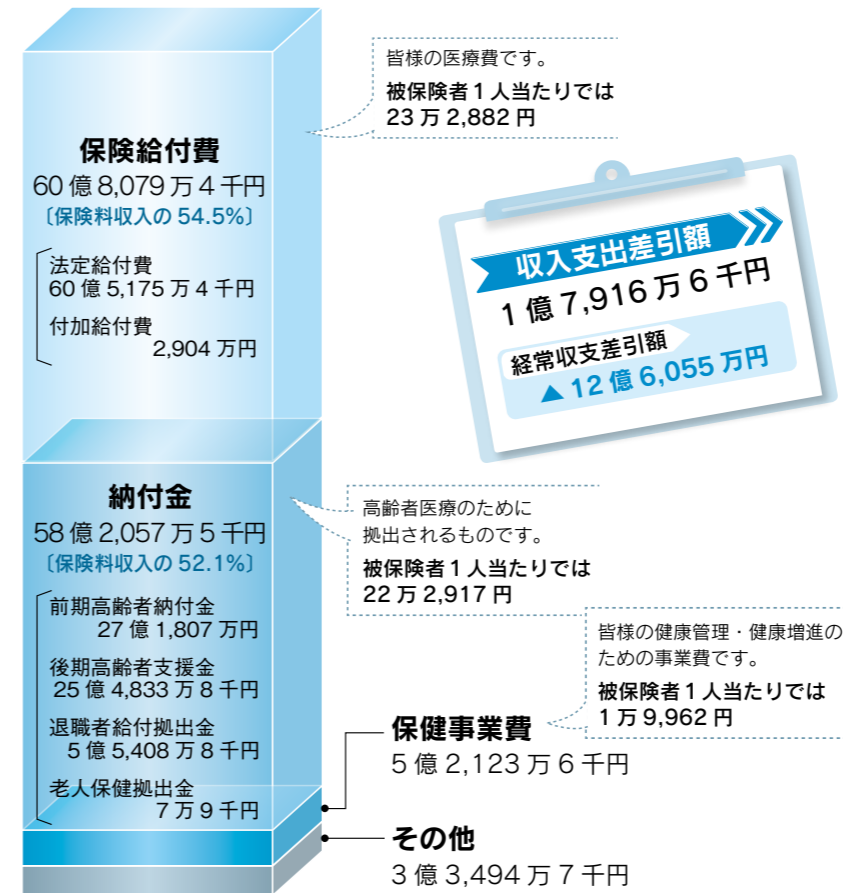 皆様の医療費です。
被保険者1人当たりでは
23万2,882円
保険給付費
60億8,079万4千円
〔保険料収入の54.5%〕
法定給付費
60億5,175万4千円
付加給付費
2,904万円
収入支出差引額
1億7,916万6千円
経常収支差引額
▲12億6,055万円
納付金
58億2,057万5千円
〔保険料収入の52.1%〕
前期高齢者納付金
27億1,807万円
後期高齢者支援金
25億4,833万8千円
退職者給付拠出金
5億5,408万8千円
老人保健拠出金
7万9千円
高齢者医療のために
拠出されるものです。
被保険者1人当たりでは
22万2,917円
皆様の健康管理・健康増進の
ための事業費です。
被保険者1人当たりでは
1万9,962円
保健事業費
5億2,123万6千円
その他
3億3,494万7千円